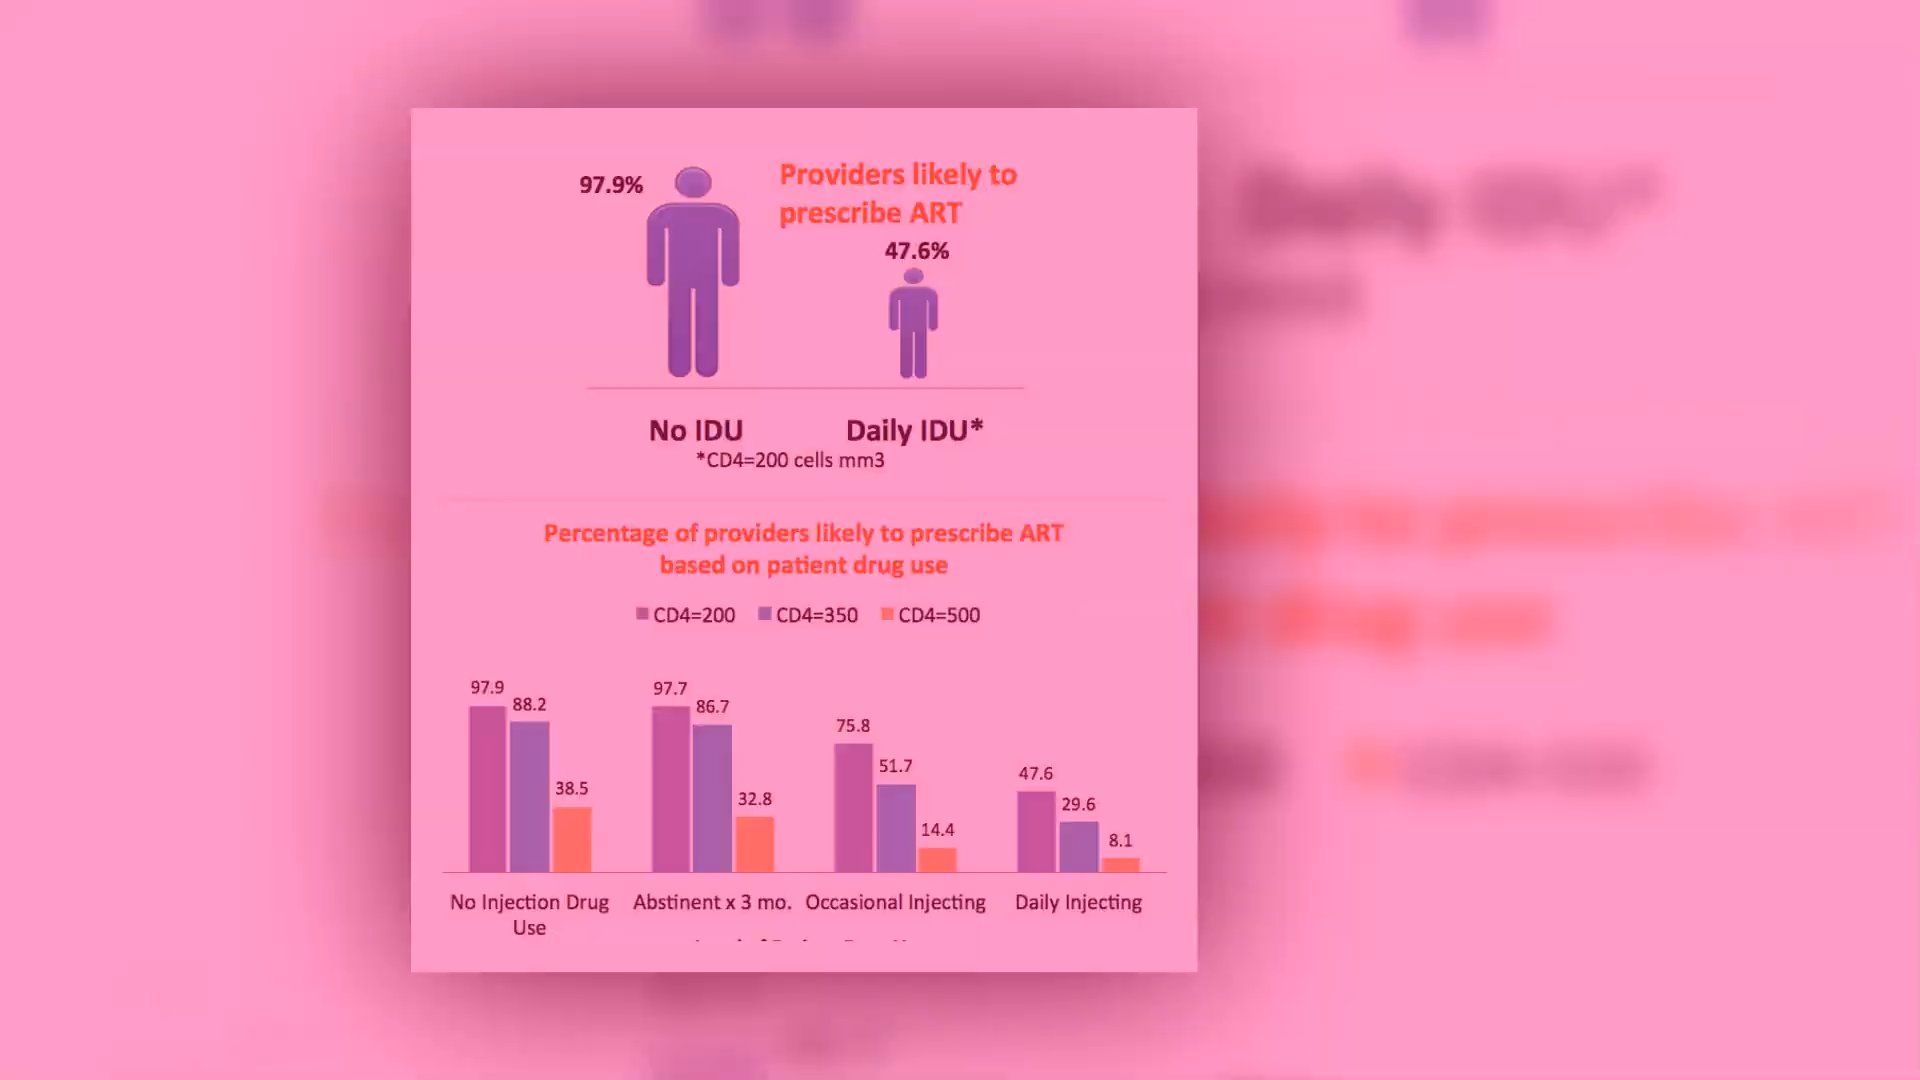 97.9%
Providers likely to
prescribe ART
47.6%
No IDU
Daily IDU*
*CD4=200 cells mm3
Percentage of providers likely to prescribe ART
based on patient drug use
CD4=200 CD4=350 CD4=500
97.9 88.2 38.5
97.7 86.7 32.8
75.8 51.7 14.4
47.6 29.6 8.1
No Injection Drug
Use
Abstinent x 3 mo.
Occasional Injecting
Daily Injecting
Daily IDU*